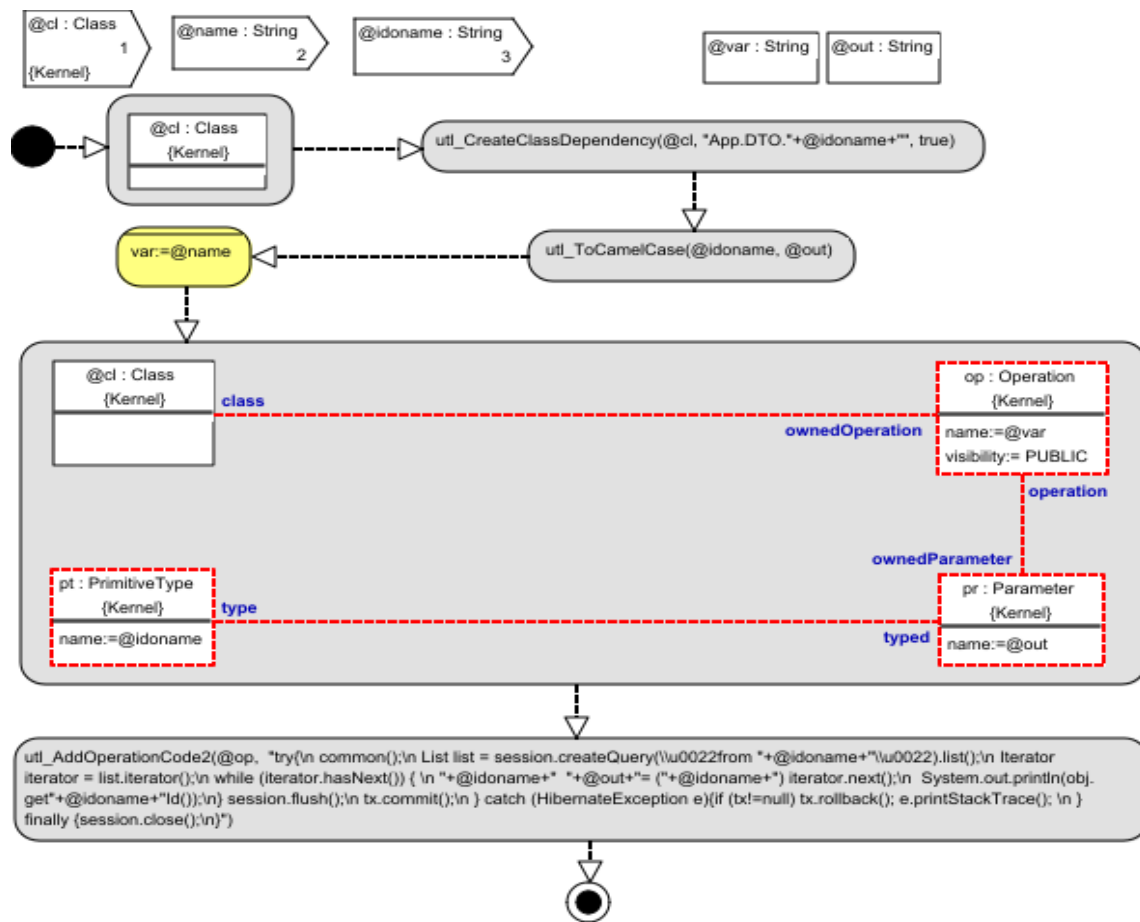 @cl : Class
1
{Kernel}
@name : String
2
@idoname : String
3
@var : String
@out : String
@cl : Class
{Kernel}
utl_CreateClassDependency(@cl, "App.DTO."+@idoname+"", true)
var:=@name
utl_ToCamelCase(@idoname, @out)
@cl : Class
{Kernel}
class
op : Operation
{Kernel}
ownedOperation
name:=@var
visibility:= PUBLIC
operation
ownedParameter
pt : PrimitiveType
{Kernel}
type
name:=@idoname
pr : Parameter
{Kernel}
typed
name:=@out
utl_AddOperationCode2(@op,  "try{\n common();\n List list = session.createQuery(\\u0022from "+@idoname+"\\u0022).list();\n Iterator
iterator = list.iterator();\n while (iterator.hasNext()) { \n "+@idoname+"  "+@out+"= ("+@idoname+") iterator.next();\n  System.out.println(obj.
get"+@idoname+"Id());\n} session.flush();\n tx.commit();\n } catch (HibernateException e){if (tx!=null) tx.rollback(); e.printStackTrace(); \n }
finally {session.close();\n}")